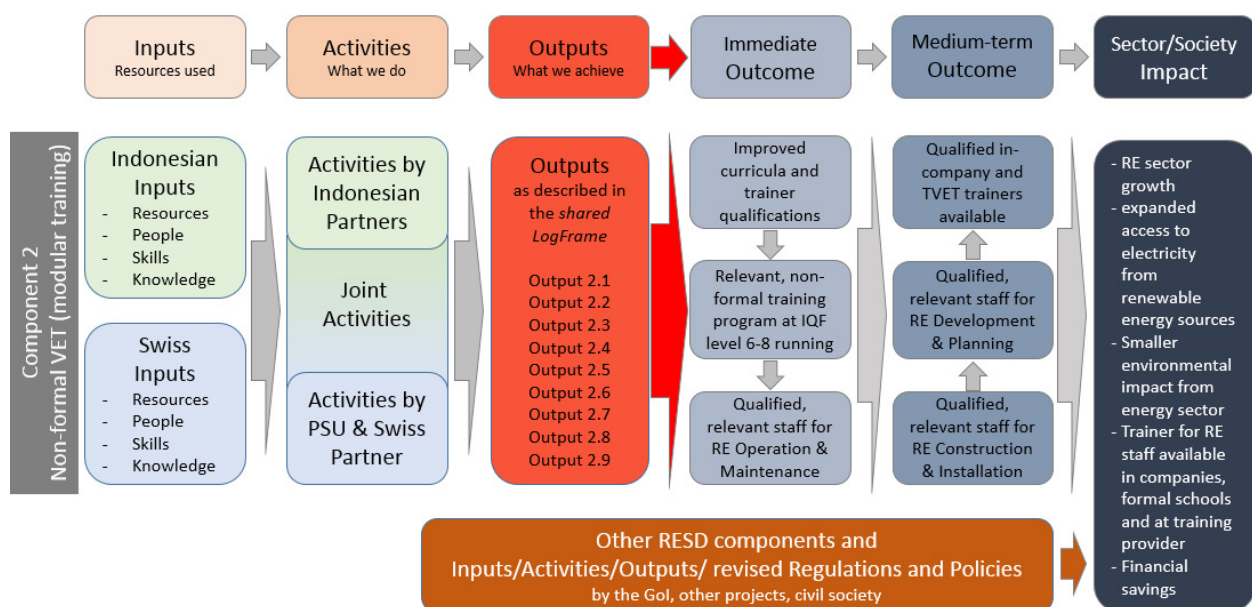 Inputs
Resources used
Activities
What we do
Outputs
What we achieve
Immediate
Outcome
Medium-term
Outcome
Sector/Society
Impact
Component 2
Non-formal VET (modular training)
Indonesian
Inputs
- Resources
- People
- Skills
- Knowledge
Swiss
Inputs
- Resources
- People
- Skills
- Knowledge
Activities by
Indonesian
Partners
Joint
Activities
Activities by
PSU & Swiss
Partner
Outputs
as described in
the shared
LogFrame
Output 2.1
Output 2.2
Output 2.3
Output 2.4
Output 2.5
Output 2.6
Output 2.7
Output 2.8
Output 2.9
Improved
curricula and
trainer
qualifications
Relevant, non-
formal training
program at IQF
level 6-8 running
Qualified,
relevant staff for
RE Operation &
Maintenance
Qualified in-
company and
TVET trainers
available
Qualified,
relevant staff for
RE Development
& Planning
Qualified,
relevant staff for
RE Construction
& Installation
- RE sector
growth
- expanded
access to
electricity
from
renewable
energy sources
- Smaller
environmental
impact from
energy sector
- Trainer for RE
staff available
in companies,
formal schools
and at training
provider
- Financial
savings
Other RESD components and
Inputs/Activities/Outputs/ revised Regulations and Policies
by the GoI, other projects, civil society